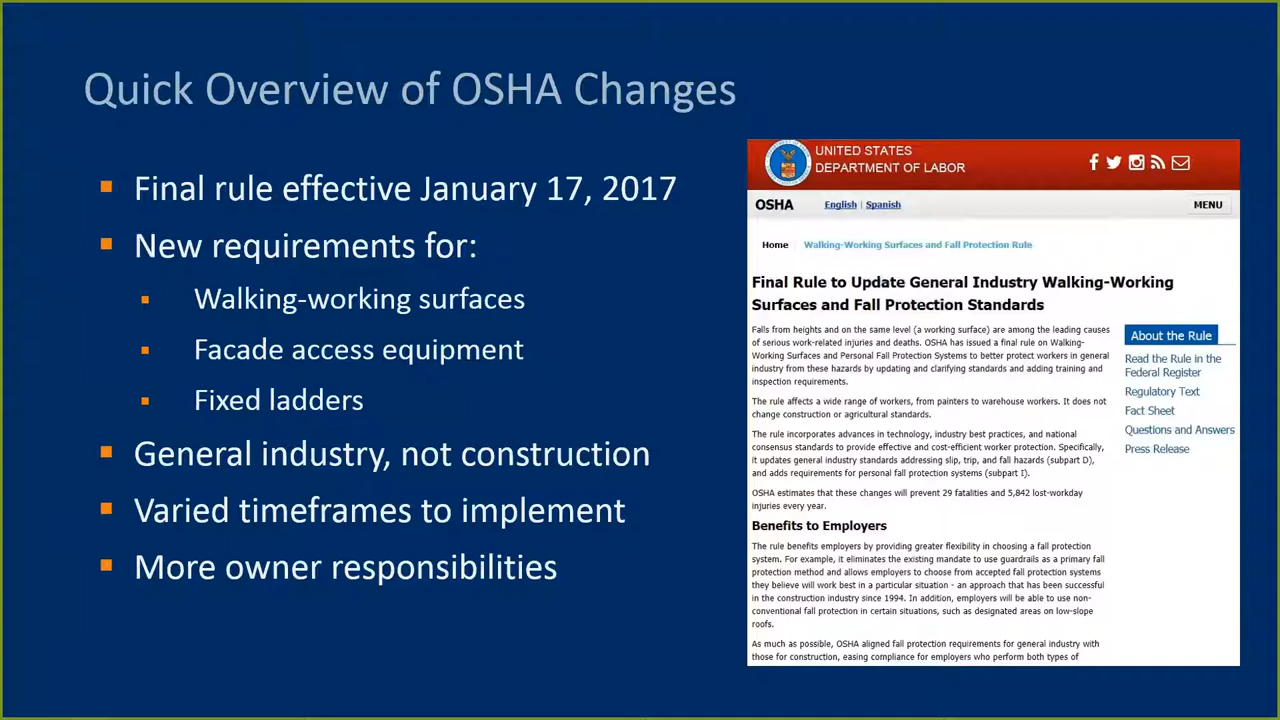 Quick Overview of OSHA Changes
Final rule effective January 17, 2017
New requirements for:
Walking-working surfaces
Facade access equipment
Fixed ladders
General industry, not construction
Varied timeframes to implement
More owner responsibilities
UNITED STATES
DEPARTMENT OF LABOR
OSHA
English | Spanish
MENU
Home
Walking-Working Surfaces and Fall Protection Rule
Final Rule to Update General Industry Walking-Working
Surfaces and Fall Protection Standards
Falls from heights and on the same level (a working surface) are among the leading causes
of serious work-related injuries and deaths. OSHA has issued a final rule on Walking-
Working Surfaces and Personal Fall Protection Systems to better protect workers in general
industry from these hazards by updating and clarifying standards and adding training and
inspection requirements.
The rule affects a wide range of workers, from painters to warehouse workers. It does not
change construction or agricultural standards.
The rule incorporates advances in technology, industry best practices, and national
consensus standards to provide effective and cost-efficient worker protection. Specifically,
it updates general industry standards addressing slip, trip, and fall hazards (subpart D),
and adds requirements for personal fall protection systems (subpart I).
OSHA estimates that these changes will prevent 29 fatalities and 5,842 lost-workday
injuries every year.
Benefits to Employers
The rule benefits employers by providing greater flexibility in choosing a fall protection
system. For example, it eliminates the existing mandate to use guardrails as a primary fall
protection method and allows employers to choose from accepted fall protection systems
they believe will work best in a particular situation - an approach that has been successful
in the construction industry since 1994. In addition, employers will be able to use non-
conventional fall protection in certain situations, such as designated areas on low-slope
roofs.
As much as possible, OSHA aligned fall protection requirements for general industry with
those for construction, easing compliance for employers who perform both types of
About the Rule
Read the Rule in the
Federal Register
Regulatory Text
Fact Sheet
Questions and Answers
Press Release